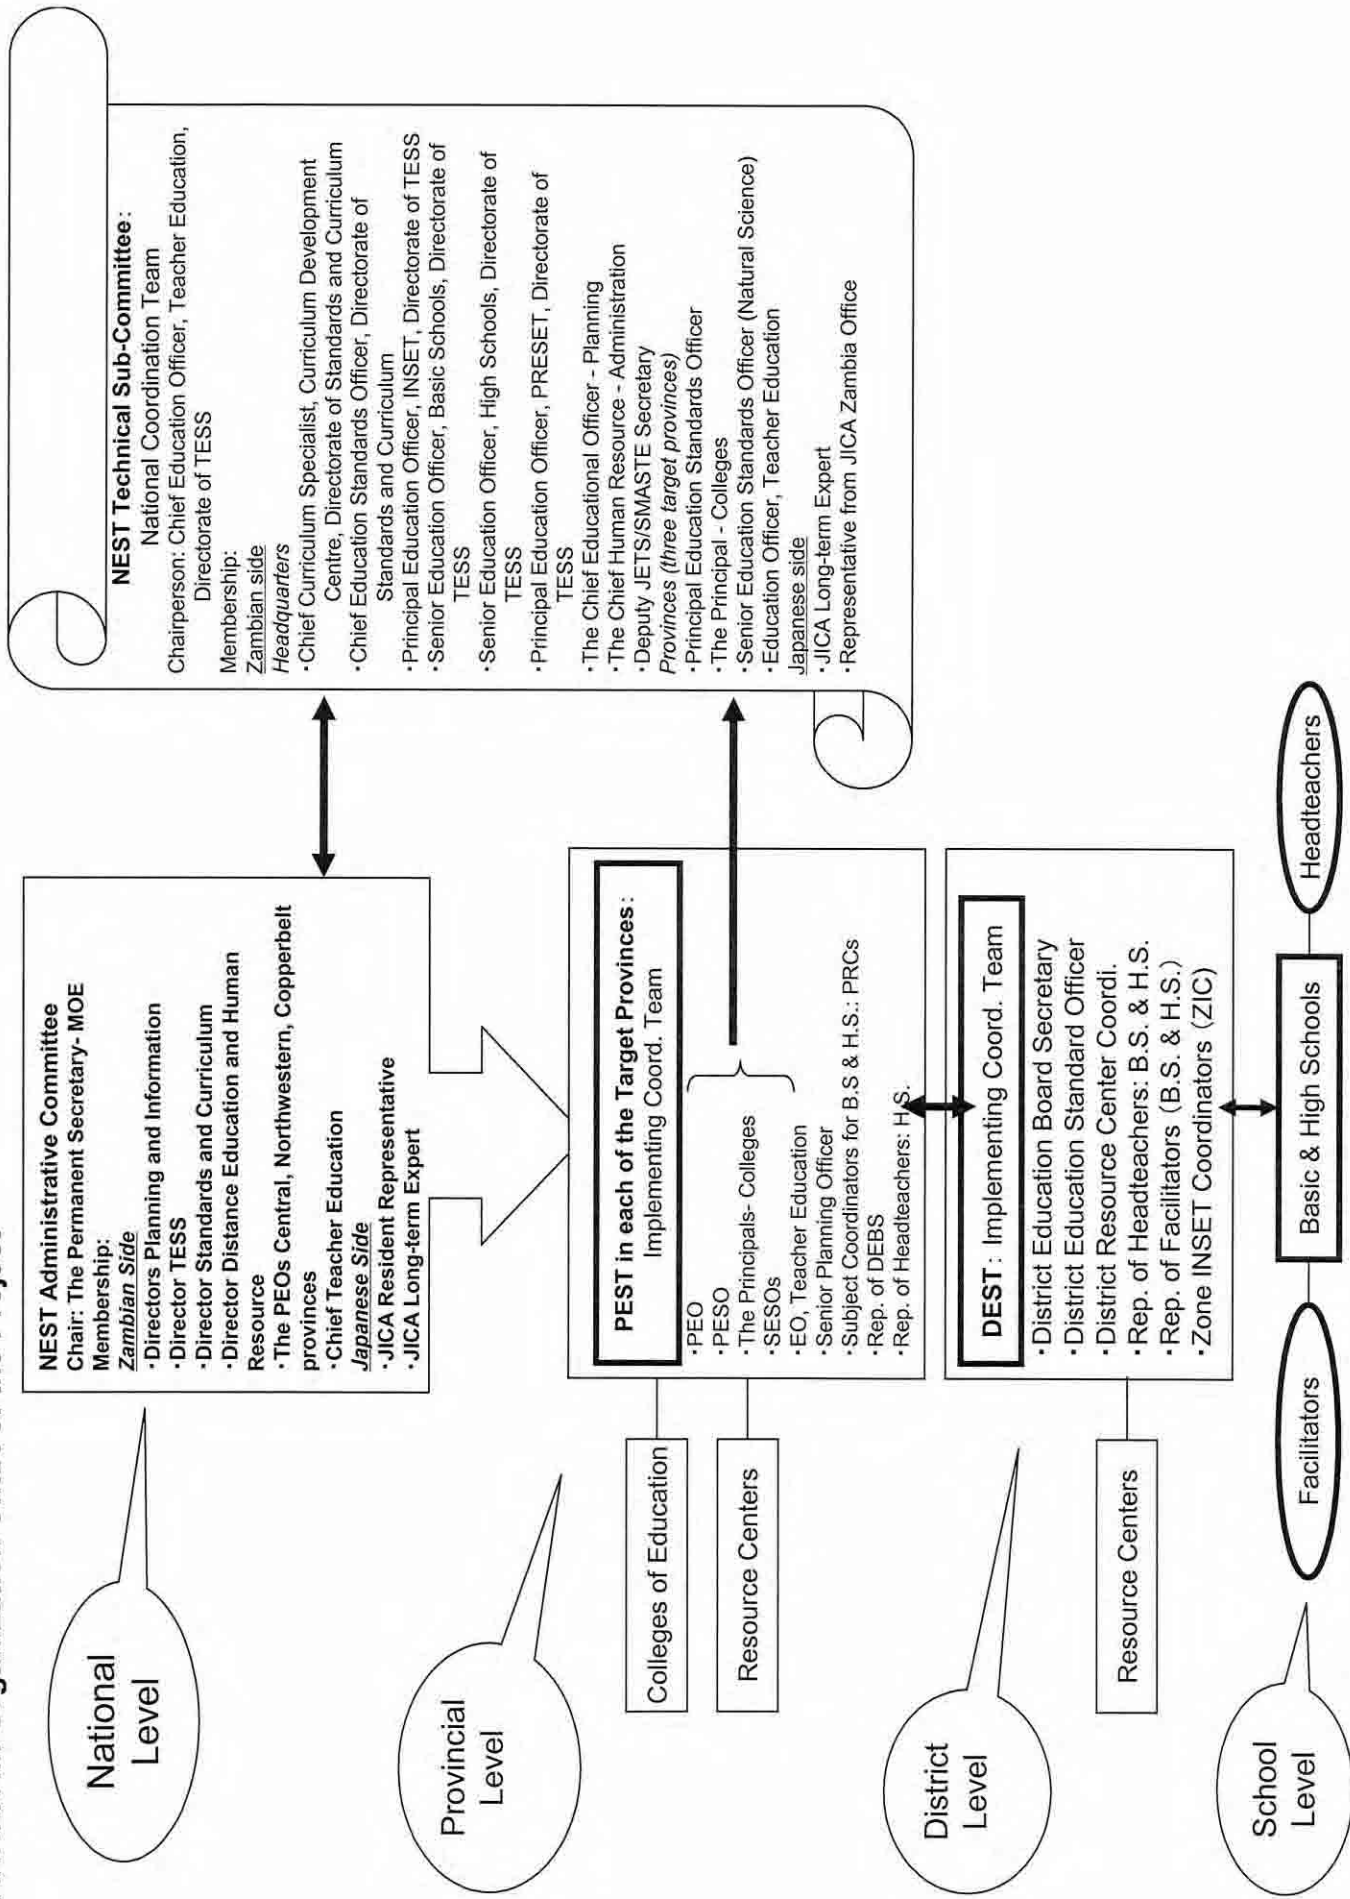 NEST Administrative Committee
Chair: The Permanent Secretary- MOE
Membership:
Zambian Side
・Directors Planning and Information
・Director TESS
・Director Standards and Curriculum
・Director Distance Education and Human
Resource
・The PEOs Central, Northwestern, Copperbelt
provinces
・Chief Teacher Education
Japanese Side
・JICA Resident Representative
・JICA Long-term Expert
NEST Technical Sub-Committee:
National Coordination Team
Chairperson: Chief Education Officer, Teacher Education,
Directorate of TESS
Membership:
Zambian side
Headquarters
・Chief Curriculum Specialist, Curriculum Development
Centre, Directorate of Standards and Curriculum
・Chief Education Standards Officer, Directorate of
Standards and Curriculum
・Principal Education Officer, INSET, Directorate of TESS
・Senior Education Officer, Basic Schools, Directorate of
TESS
・Senior Education Officer, High Schools, Directorate of
TESS
・Principal Education Officer, PRESET, Directorate of
TESS
・The Chief Educational Officer - Planning
・The Chief Human Resource - Administration
・Deputy JETS/SMASTE Secretary
Provinces (three target provinces)
・Principal Education Standards Officer
・The Principal - Colleges
・Senior Education Standards Officer (Natural Science)
・Education Officer, Teacher Education
Japanese side
・JICA Long-term Expert
・Representative from JICA Zambia Office
National
Level
Provincial
Level
Colleges of Education
Resource Centers
PEST in each of the Target Provinces:
Implementing Coord. Team
・PEO
・PESO
・The Principals- Colleges
・SESOs
・EO, Teacher Education
・Senior Planning Officer
・Subject Coordinators for B.S & H.S.: PRCs
・Rep. of DEBS
・Rep. of Headteachers: H.S.
District
Level
Resource Centers
DEST: Implementing Coord. Team
・District Education Board Secretary
・District Education Standard Officer
・District Resource Center Coordi.
・Rep. of Headteachers: B.S. & H.S.
・Rep. of Facilitators (B.S. & H.S.)
・Zone INSET Coordinators (ZIC)
School
Level
Facilitators
Basic & High Schools
Headteachers